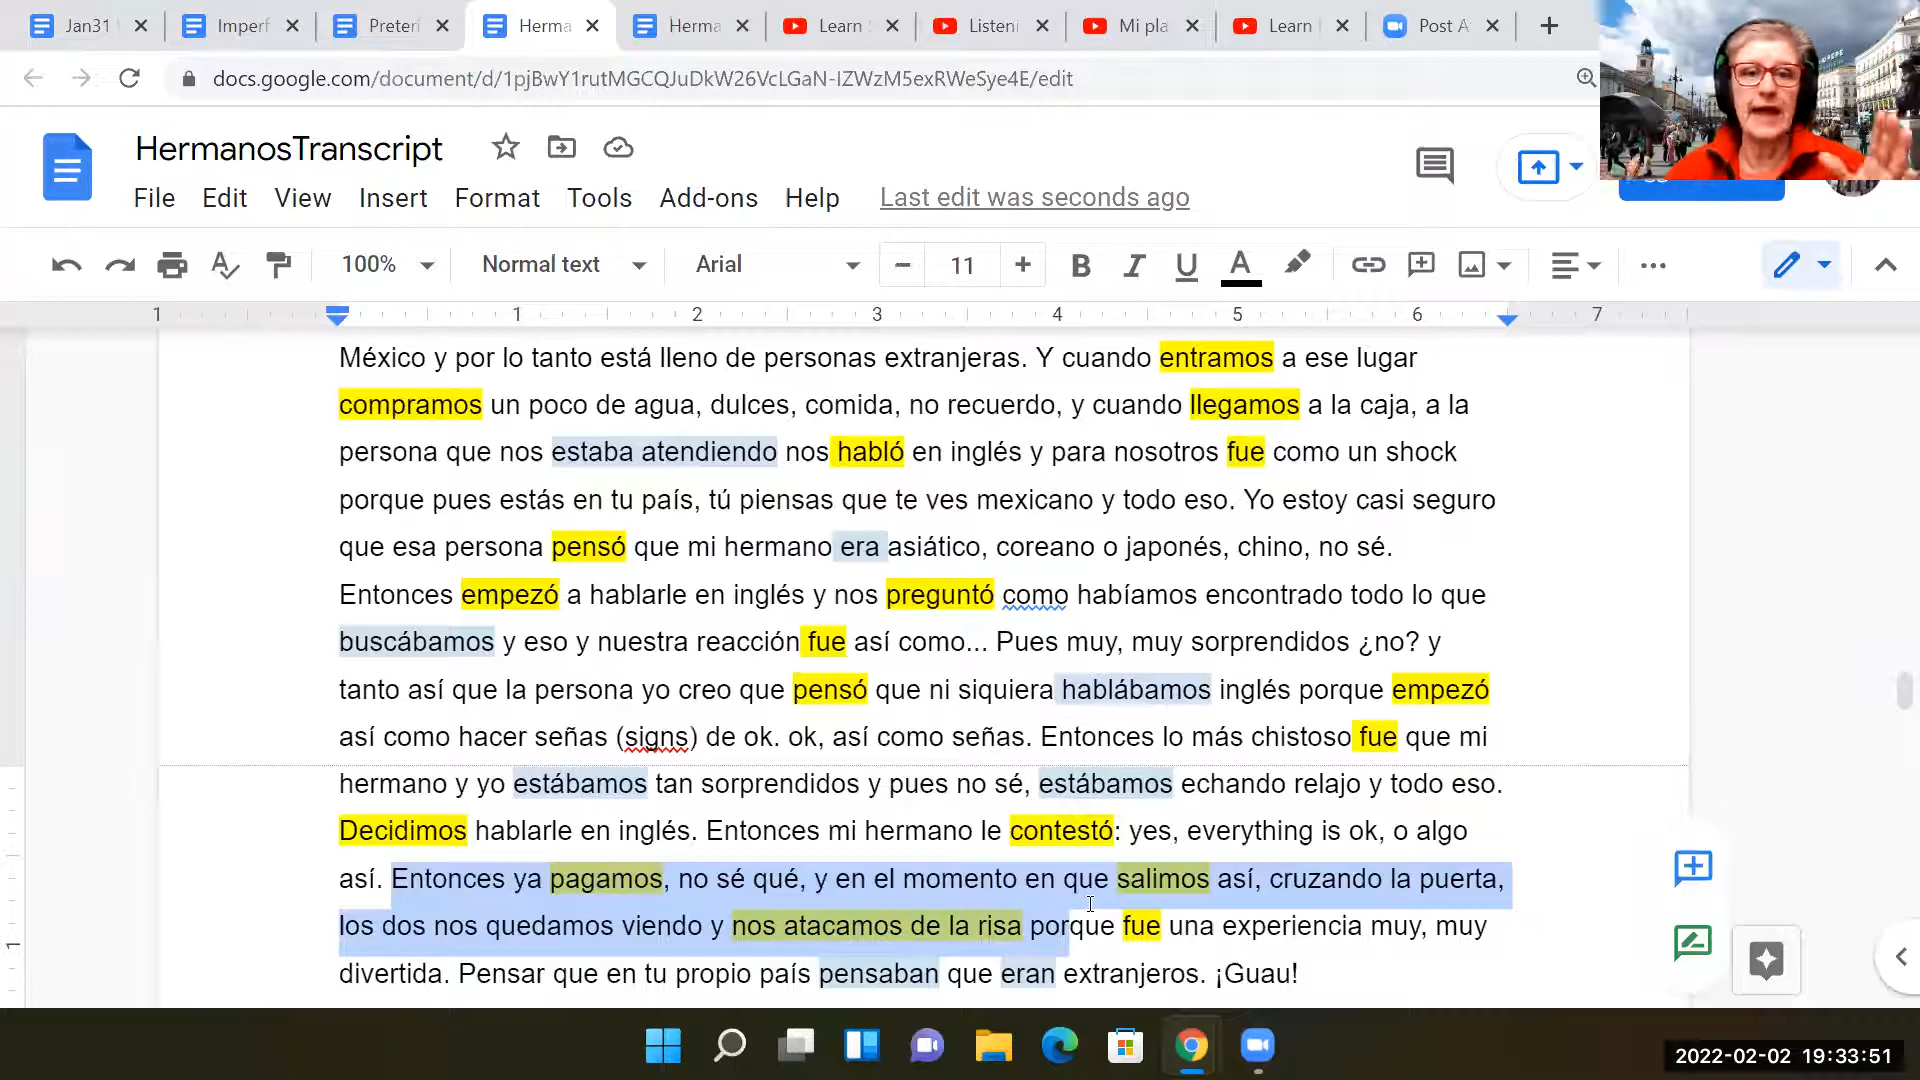 Jan31
Imperf
Preteri
Herma
Herma
Learn
Listeni
Mi pla
Learn
Post A
docs.google.com/document/d/1pjBwY1rutMGCQJuDkW26VcLGaN-IZWzM5exRWeSye4E/edit
HermanosTranscript
File Edit View Insert Format Tools Add-ons Help Last edit was seconds ago
100% Normal text Arial 11 B I U A
1 1 2 3 4 5 6 7
México y por lo tanto está lleno de personas extranjeras. Y cuando entramos a ese lugar
compramos un poco de agua, dulces, comida, no recuerdo, y cuando llegamos a la caja, a la
persona que nos estaba atendiendo nos habló en inglés y para nosotros fue como un shock
porque pues estás en tu país, tú piensas que te ves mexicano y todo eso. Yo estoy casi seguro
que esa persona pensó que mi hermano era asiático, coreano o japonés, chino, no sé.
Entonces empezó a hablarle en inglés y nos preguntó como habíamos encontrado todo lo que
buscábamos y eso y nuestra reacción fue así como... Pues muy, muy sorprendidos ¿no? y
tanto así que la persona yo creo que pensó que ni siquiera hablábamos inglés porque empezó
así como hacer señas (signs) de ok. ok, así como señas. Entonces lo más chistoso fue que mi
hermano y yo estábamos tan sorprendidos y pues no sé, estábamos echando relajo y todo eso.
Decidimos hablarle en inglés. Entonces mi hermano le contestó: yes, everything is ok, o algo
así. Entonces ya pagamos, no sé qué, y en el momento en que salimos así, cruzando la puerta,
los dos nos quedamos viendo y nos atacamos de la risa porque fue una experiencia muy, muy
divertida. Pensar que en tu propio país pensaban que eran extranjeros. ¡Guau!
1
2022-02-02 19:33:51